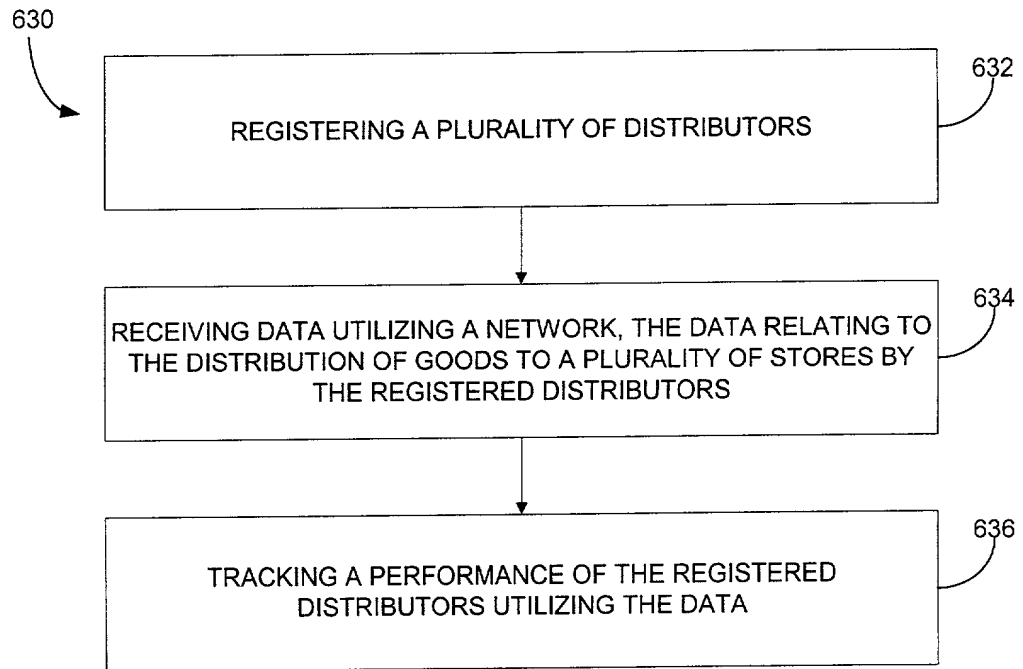 630
632
REGISTERING A PLURALITY OF DISTRIBUTORS
634
RECEIVING DATA UTILIZING A NETWORK, THE DATA RELATING TO
THE DISTRIBUTION OF GOODS TO A PLURALITY OF STORES BY
THE REGISTERED DISTRIBUTORS
636
TRACKING A PERFORMANCE OF THE REGISTERED
DISTRIBUTORS UTILIZING THE DATA